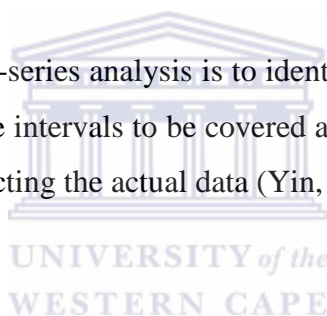 -series analysis is to ident
intervals to be covered a
cting the actual data (Yin,
UNIVERSITY of the
WESTERN CAPE